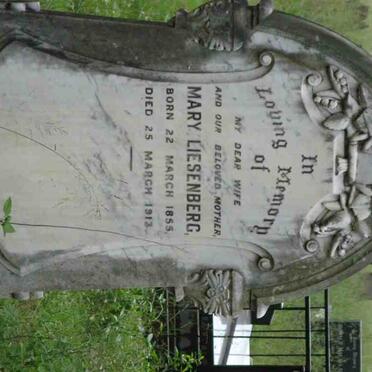 In
Loving Memory
of
MY DEAR WIFE
AND OUR BELOVED MOTHER,
MARY LIESENBERG,
BORN 22 MARCH 1855,
DIED 25 MARCH 1913.